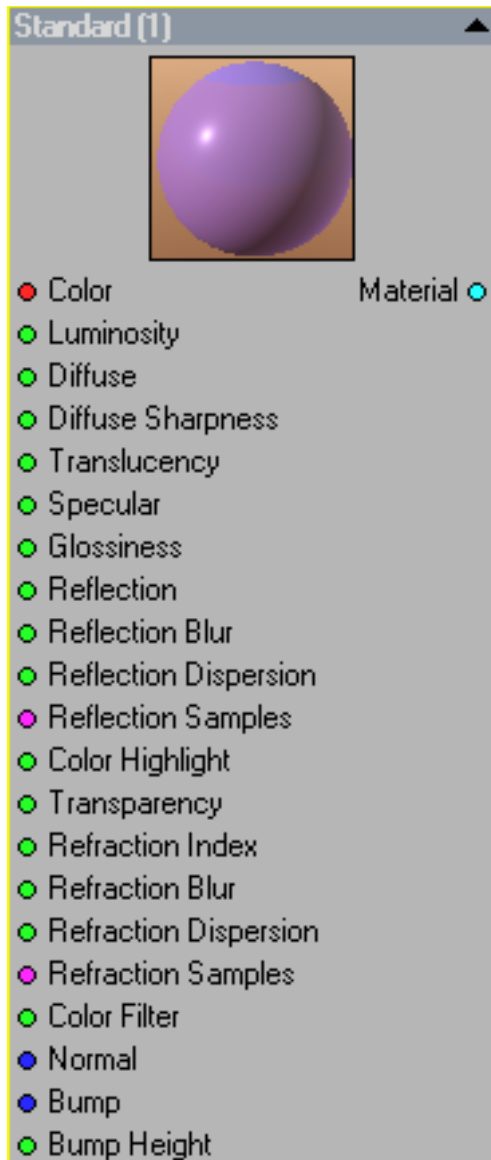 Standard (1)
Color
Material
Luminosity
Diffuse
Diffuse Sharpness
Translucency
Specular
Glossiness
Reflection
Reflection Blur
Reflection Dispersion
Reflection Samples
Color Highlight
Transparency
Refraction Index
Refraction Blur
Refraction Dispersion
Refraction Samples
Color Filter
Normal
Bump
Bump Height